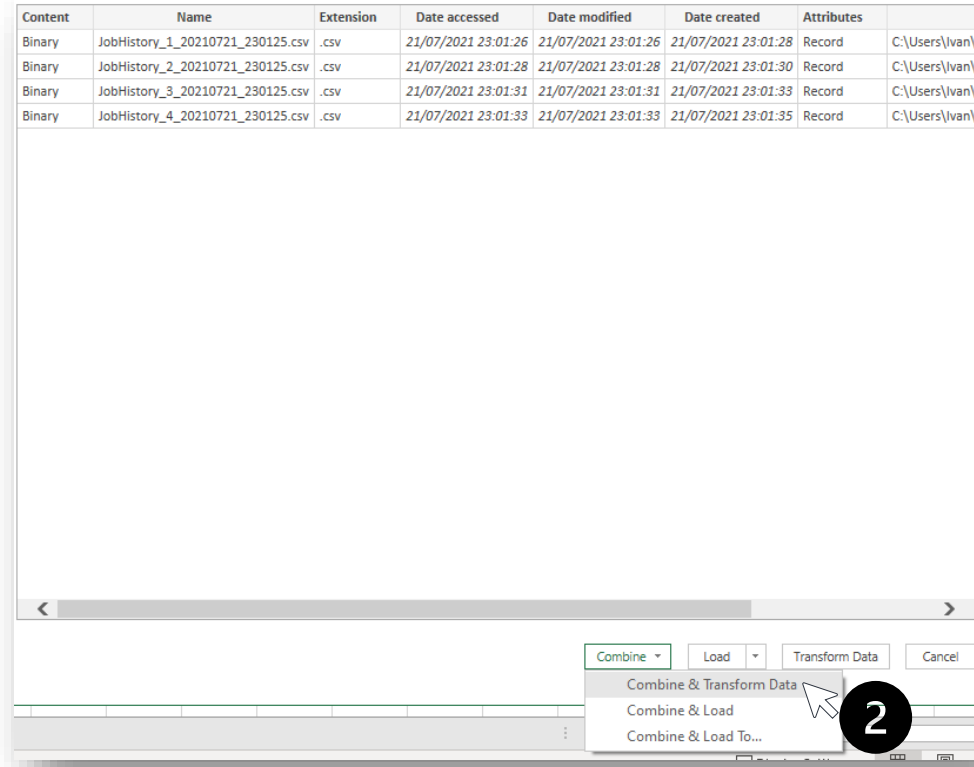 Content Name Extension Date accessed Date modified Date created Attributes
Binary JobHistory_1_20210721_230125.csv .csv 21/07/2021 23:01:26 21/07/2021 23:01:26 21/07/2021 23:01:28 Record C:\Users\Ivan\
Binary JobHistory_2_20210721_230125.csv .csv 21/07/2021 23:01:28 21/07/2021 23:01:28 21/07/2021 23:01:30 Record C:\Users\Ivan\
Binary JobHistory_3_20210721_230125.csv .csv 21/07/2021 23:01:31 21/07/2021 23:01:31 21/07/2021 23:01:33 Record C:\Users\Ivan\
Binary JobHistory_4_20210721_230125.csv .csv 21/07/2021 23:01:33 21/07/2021 23:01:33 21/07/2021 23:01:35 Record C:\Users\Ivan\
Combine Load Transform Data Cancel
Combine & Transform Data
Combine & Load
Combine & Load To...
2